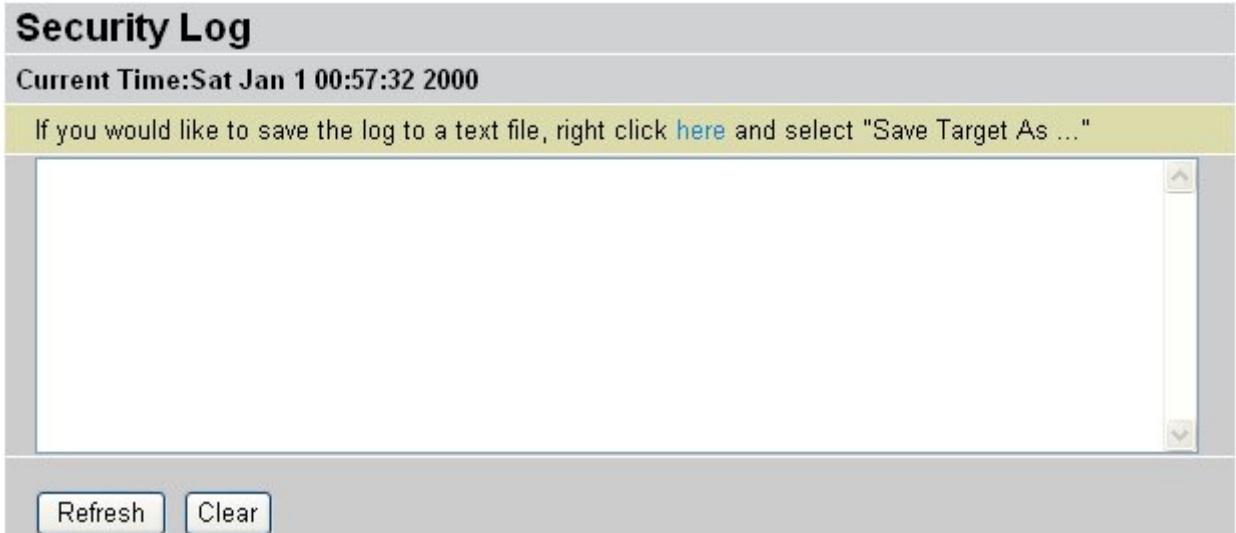 Security Log
Current Time:Sat Jan 1 00:57:32 2000
If you would like to save the log to a text file, right click here and select "Save Target As ..."
Refresh Clear